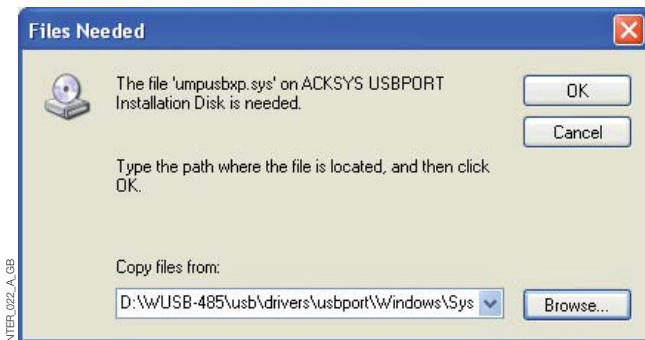 Files Needed
The file 'umpusbxp.sys' on ACKSYS USBPORT
Installation Disk is needed.
OK
Cancel
Type the path where the file is located, and then click
OK.
Copy files from:
D:\WUSB-485\usb\drivers\usbport\Windows\Sys
Browse...
NTER_022_A_GB